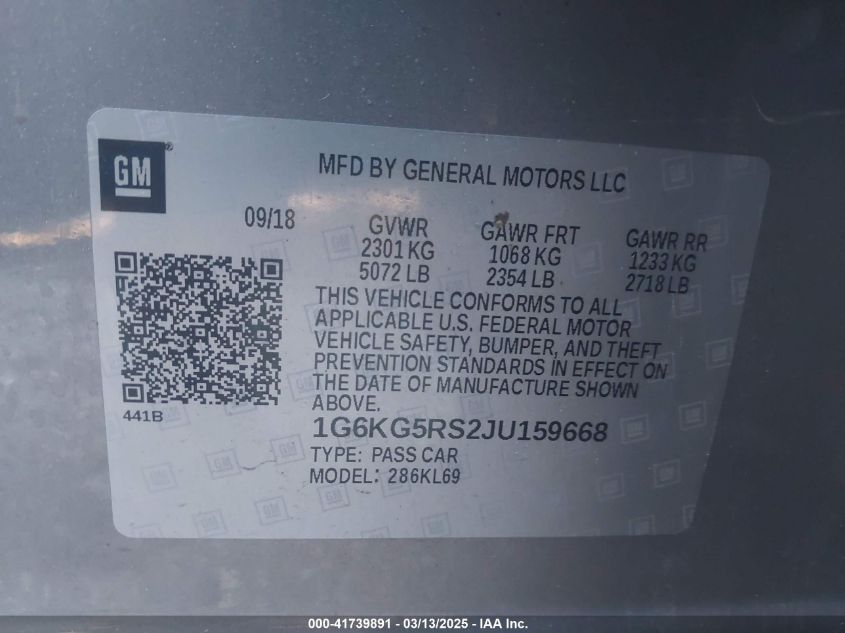 GM
MFD BY GENERAL MOTORS LLC
09/18
GVWR GAWR FRT GAWR RR
2301 KG 1068 KG 1233 KG
5072 LB 2354 LB 2718 LB
THIS VEHICLE CONFORMS TO ALL
APPLICABLE U.S. FEDERAL MOTOR
VEHICLE SAFETY, BUMPER, AND THEFT
PREVENTION STANDARDS IN EFFECT ON
THE DATE OF MANUFACTURE SHOWN
ABOVE.
441B
1G6KG5RS2JU159668
TYPE: PASS CAR
MODEL: 286KL69
000-41739891 - 03/13/2025 - IAA Inc.